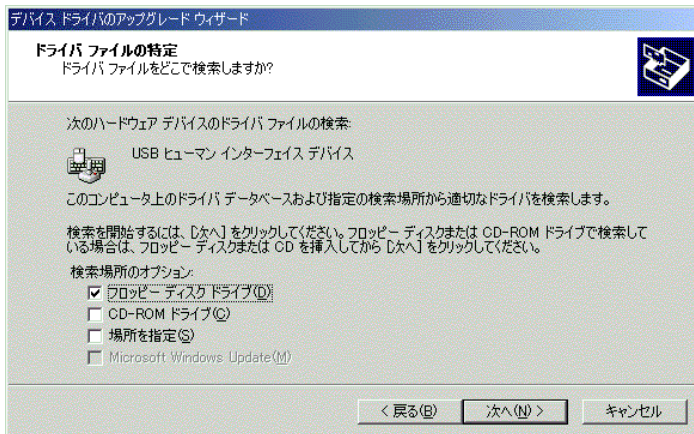 デバイス ドライバのアップグレード ウィザード
ドライバ ファイルの特定
ドライバ ファイルをどこで検索しますか?
次のハードウェア デバイスのドライバ ファイルの検索:
USB ヒューマン インターフェイス デバイス
このコンピュータ上のドライバ データベースおよび指定の検索場所から適切なドライバを検索します。
検索を開始するには、[次へ] をクリックしてください。フロッピー ディスクまたは CD-ROM ドライブで検索して
いる場合は、フロッピー ディスクまたは CD を挿入してから [次へ] をクリックしてください。
検索場所のオプション:
フロッピー ディスク ドライブ(D)
CD-ROM ドライブ(C)
場所を指定(S)
Microsoft Windows Update(M)
< 戻る(B) 次へ(N) > キャンセル